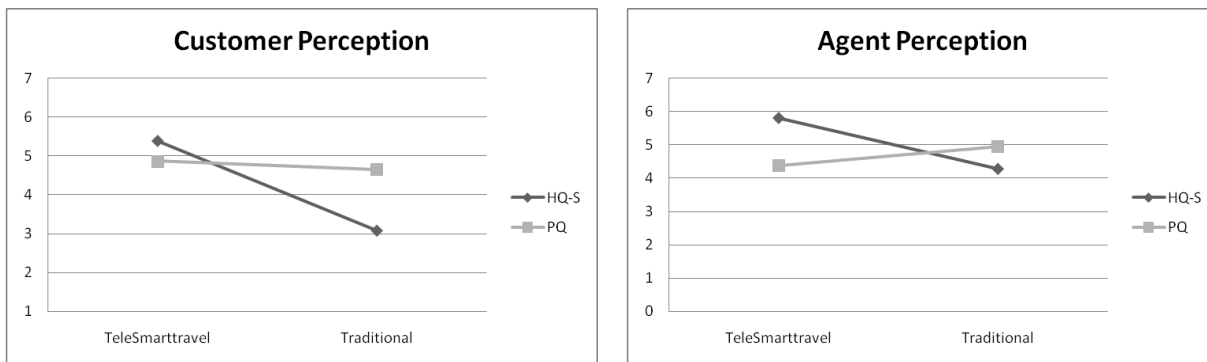 Customer Perception
7
6
5
4
3
2
1
TeleSmarttravel
Traditional
HQ-S
PQ
Agent Perception
7
6
5
4
3
2
1
0
TeleSmarttravel
Traditional
HQ-S
PQ